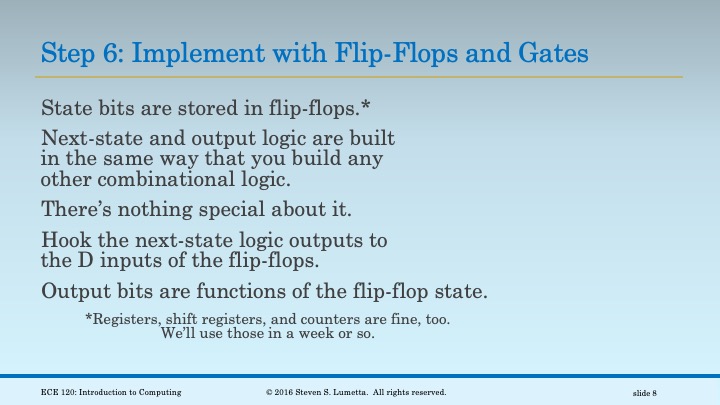 Step 6: Implement with Flip-Flops and Gates
State bits are stored in flip-flops.*
Next-state and output logic are built
in the same way that you build any
other combinational logic.
There’s nothing special about it.
Hook the next-state logic outputs to
the D inputs of the flip-flops.
Output bits are functions of the flip-flop state.
*Registers, shift registers, and counters are fine, too.
We’ll use those in a week or so.
ECE 120: Introduction to Computing
© 2016 Steven S. Lumetta.  All rights reserved.
slide 8